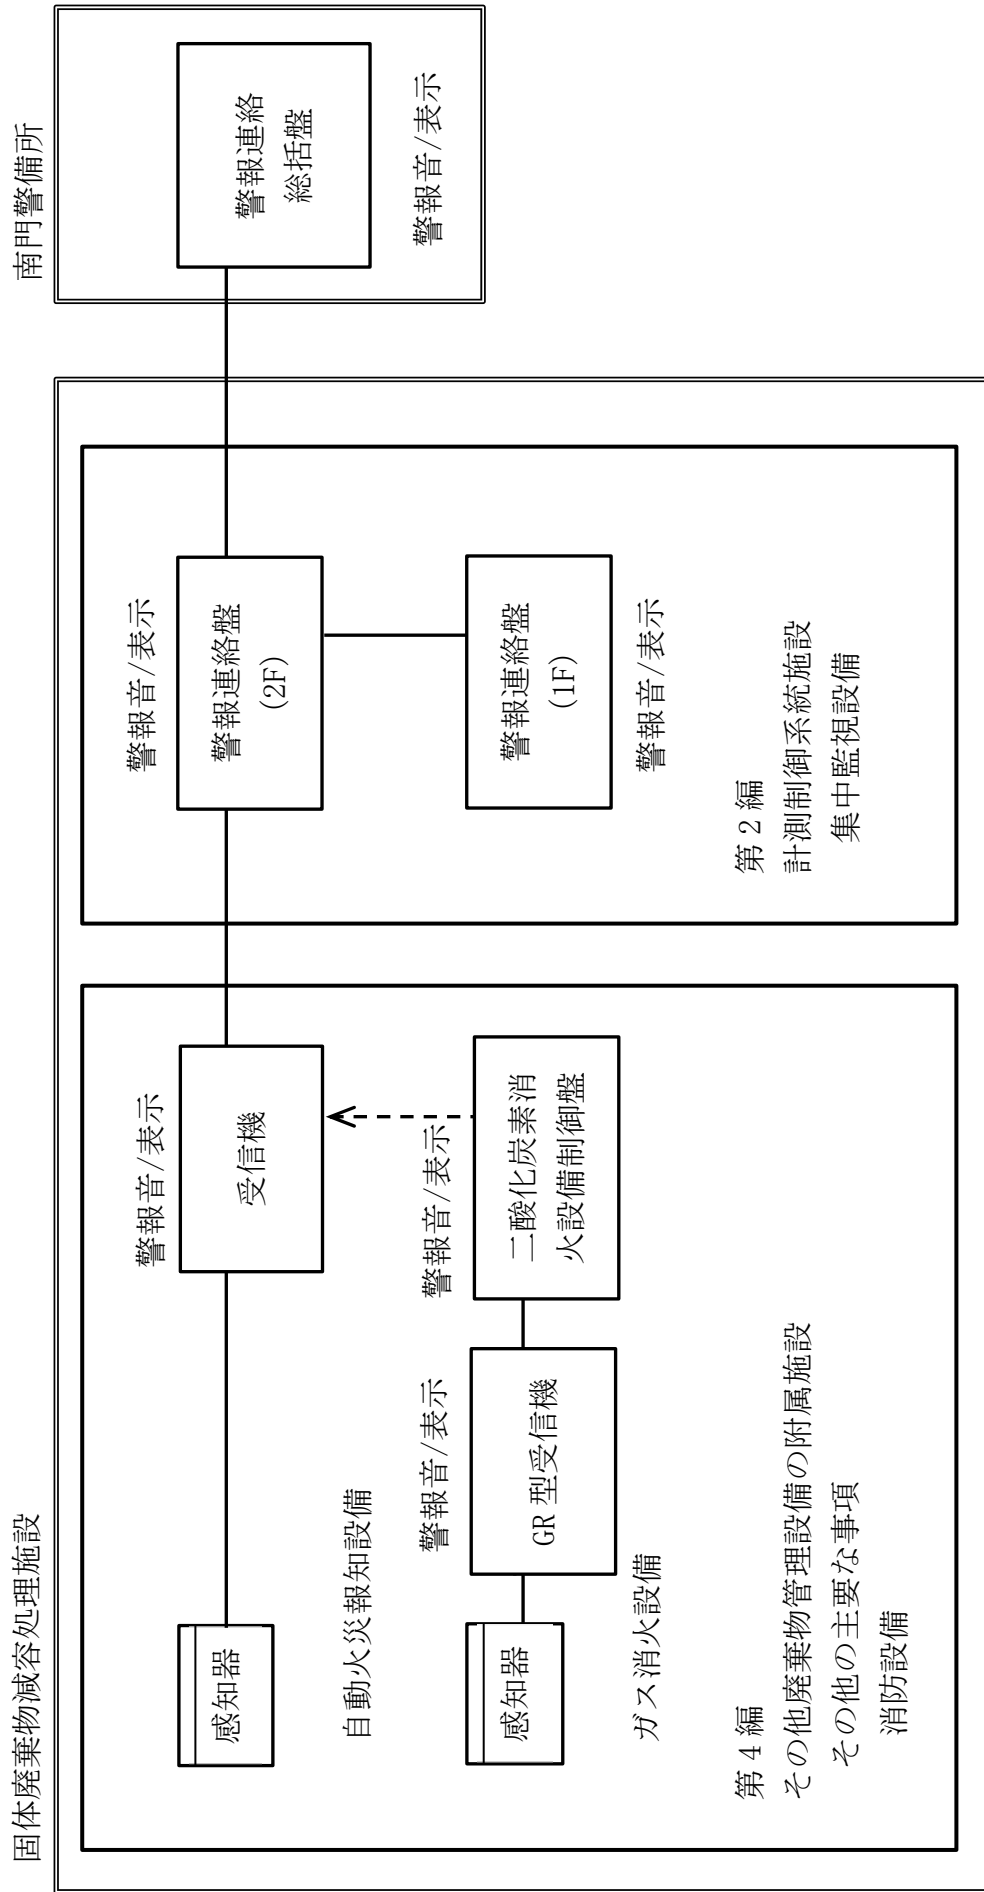 固体廃棄物減容処理施設
感知器
自動火災報知設備
警報音/表示
受信機
感知器
ガス消火設備
警報音/表示
GR 型受信機
警報音/表示
二酸化炭素消
火設備制御盤
第 4 編
その他廃棄物管理設備の附属施設
その他の主要な事項
消防設備
警報音/表示
警報連絡盤
(2F)
警報連絡盤
(1F)
警報音/表示
第 2 編
計測制御系統施設
集中監視設備
南門警備所
警報連絡
総括盤
警報音/表示